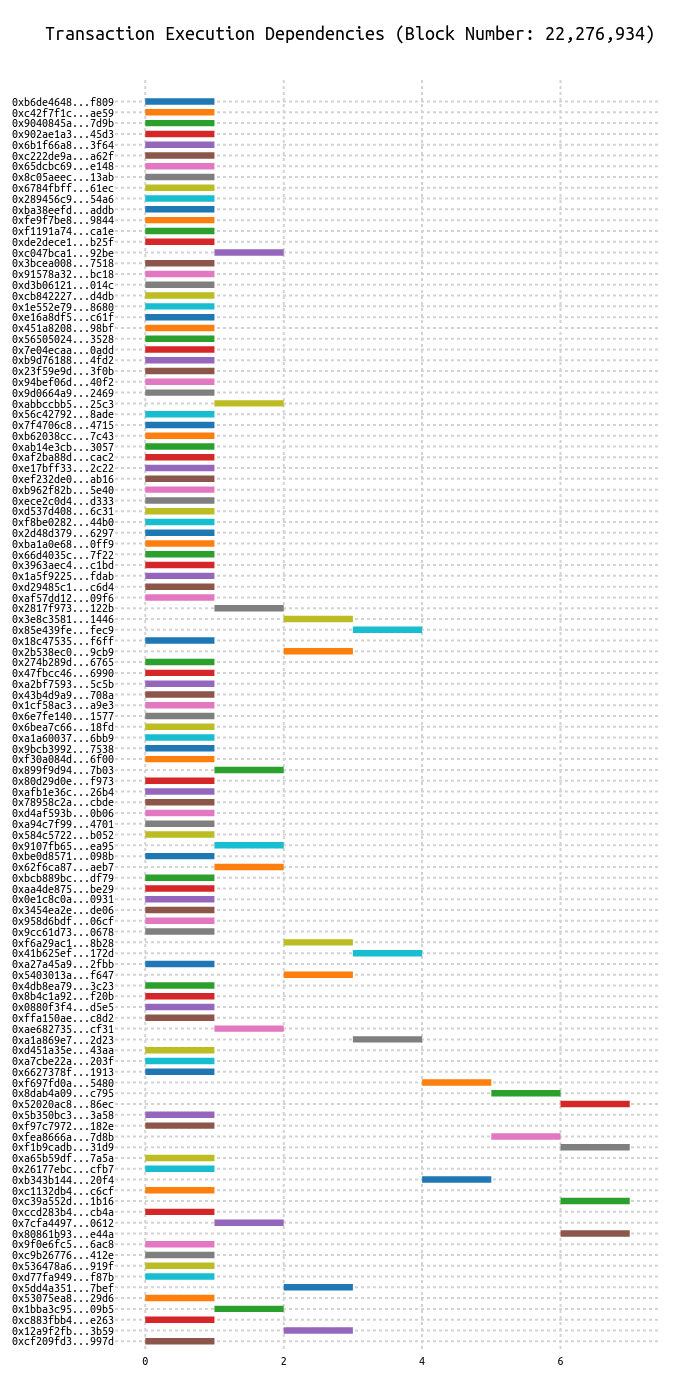 Transaction Execution Dependencies (Block Number: 22,276,934)
0xb6de4648...f809
0xc42f7f1c...ae59
0x9040845a...7d9b
0x902ae1a3...45d3
0x6b1f66a8...3f64
0xc222de9a...a62f
0x65dcbc69...e148
0x8c05aeec...13ab
0x6784fbff...61ec
0x289456c9...54a6
0xba38eefd...addb
0xfe9f7be8...9844
0xf1191a74...ca1e
0xde2dece1...b25f
0xc047bca1...92be
0x3bcea008...7518
0x91578a32...bc18
0xd3b06121...014c
0xcb842227...d4db
0x1e552e79...8680
0xe16a8df5...c61f
0x451a8208...98bf
0x56505024...3528
0x7e04ecaa...0add
0xb9d76188...4fd2
0x23f59e9d...3f0b
0x94bef06d...40f2
0x9d0664a9...2469
0xabbccbb5...25c3
0x56c42792...8ade
0x7f4706c8...4715
0xb62038cc...7c43
0xab14e3cb...3057
0xaf2ba88d...cac2
0xe17bff33...2c22
0xef232de0...ab16
0xb962f82b...5e40
0xece2c0d4...d333
0xd537d408...6c31
0xf8be0282...44b0
0x2d48d379...6297
0xba1a0e68...0ff9
0x66d4035c...7f22
0x3963aec4...c1bd
0x1a5f9225...fdab
0xd29485c1...c6d4
0xaf57dd12...09f6
0x2817f973...122b
0x3e8c3581...1446
0x85e439fe...fec9
0x18c47535...f6ff
0x2b538ec0...9cb9
0x274b289d...6765
0x47fbcc46...6990
0xa2bf7593...5c5b
0x43b4d9a9...708a
0x1cf58ac3...a9e3
0x6e7fe140...1577
0x6bea7c66...18fd
0xa1a60037...6bb9
0x9bcb3992...7538
0xf30a084d...6f00
0x899f9d94...7b03
0x80d29d0e...f973
0xafb1e36c...26b4
0x78958c2a...cbde
0xd4af593b...0b06
0xa94c7f99...4701
0x584c5722...b052
0x9107fb65...ea95
0xbe0d8571...098b
0x62f6ca87...aeb7
0xbcb889bc...df79
0xaa4de875...be29
0x0e1c8c0a...0931
0x3454ea2e...de06
0x958d6bdf...06cf
0x9cc61d73...0678
0xf6a29ac1...8b28
0x41b625ef...172d
0xa27a45a9...2fbb
0x5403013a...f647
0x4db8ea79...3c23
0x8b4c1a92...f20b
0x0880f3f4...d5e5
0xffa150ae...c8d2
0xae682735...cf31
0xa1a869e7...2d23
0xd451a35e...43aa
0xa7cbe22a...203f
0x6627378f...1913
0xf697fd0a...5480
0x8dab4a09...c795
0x52020ac8...86ec
0x5b350bc3...3a58
0xf97c7972...182e
0xfea8666a...7d8b
0xf1b9cadb...31d9
0xa65b59df...7a5a
0x26177ebc...cfb7
0xb343b144...20f4
0xc1132db4...c6cf
0xc39a552d...1b16
0xccd283b4...cb4a
0x7cfa4497...0612
0x80861b93...e44a
0x9f0e6fc5...6ac8
0xc9b26776...412e
0x536478a6...919f
0xd77fa949...f87b
0x5dd4a351...7bef
0x53075ea8...29d6
0x1bba3c95...09b5
0xc883fbb4...e263
0x12a9f2fb...3b59
0xcf209fd3...997d
0 2 4 6